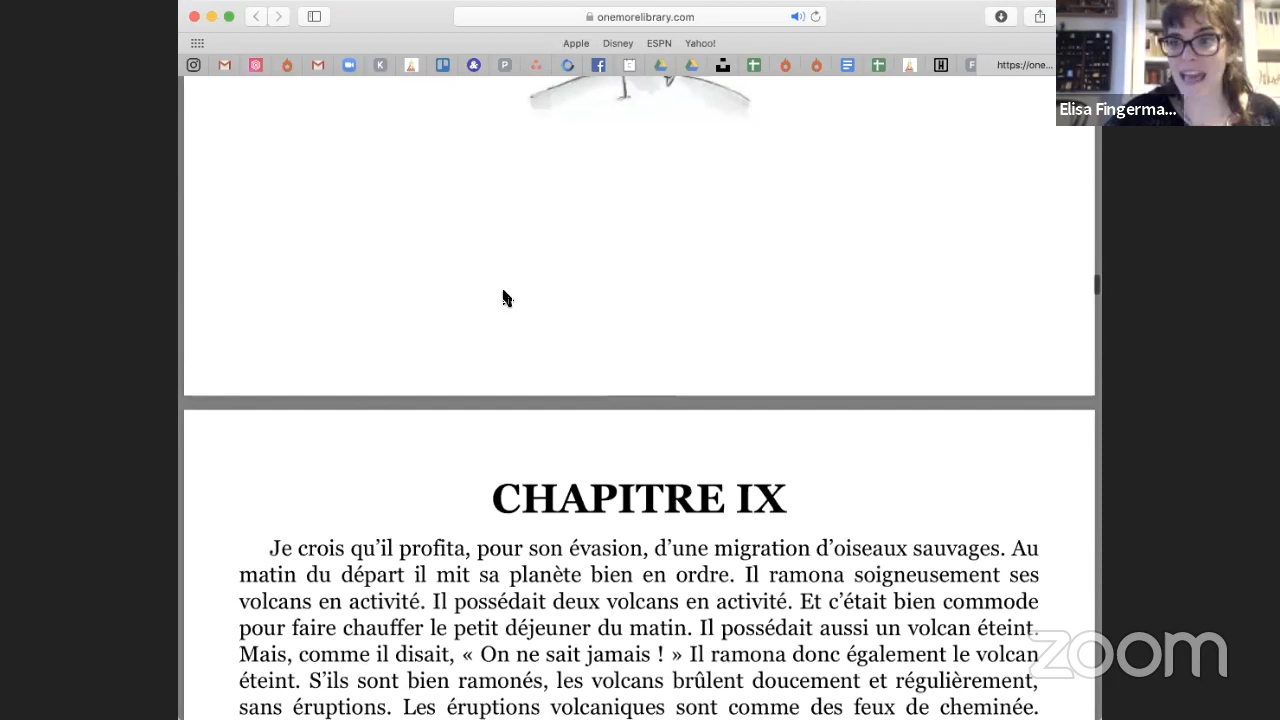 onemorelibrary.com
Apple Disney ESPN Yahoo!
K P H F https://one...
Elisa Fingerma...
CHAPITRE IX
Je crois qu'il profita, pour son évasion, d'une migration d'oiseaux sauvages. Au
matin du départ il mit sa planète bien en ordre. Il ramona soigneusement ses
volcans en activité. Il possédait deux volcans en activité. Et c'était bien commode
pour faire chauffer le petit déjeuner du matin. Il possédait aussi un volcan éteint.
Mais, comme il disait, « On ne sait jamais ! » Il ramona donc également le volcan
éteint. S'ils sont bien ramonés, les volcans brûlent doucement et régulièrement,
sans éruptions. Les éruptions volcaniques sont comme des feux de cheminée.
zoom